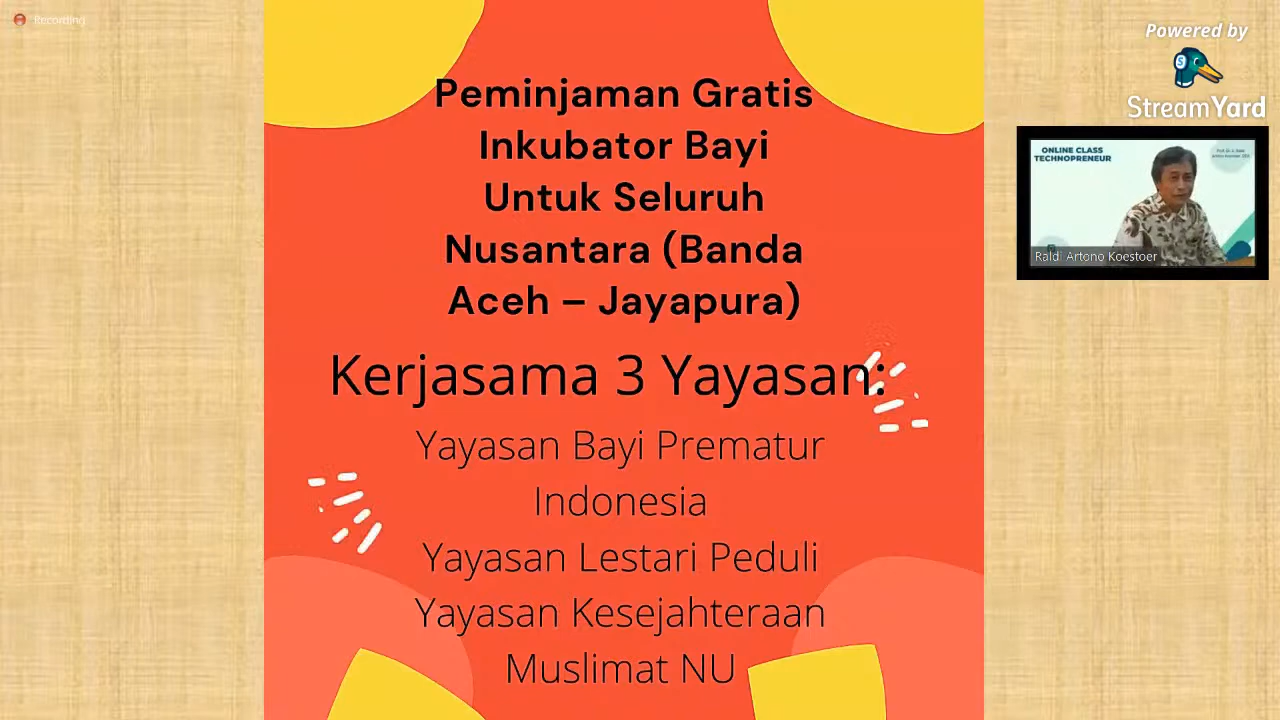 Recording
Powered by
StreamYard
Peminjaman Gratis
Inkubator Bayi
Untuk Seluruh
Nusantara (Banda
Aceh – Jayapura)
Kerjasama 3 Yayasan:
Yayasan Bayi Prematur
Indonesia
Yayasan Lestari Peduli
Yayasan Kesejahteraan
Muslimat NU
ONLINE CLASS
TECHNOPRENEUR
Raldi Artono Koestoer